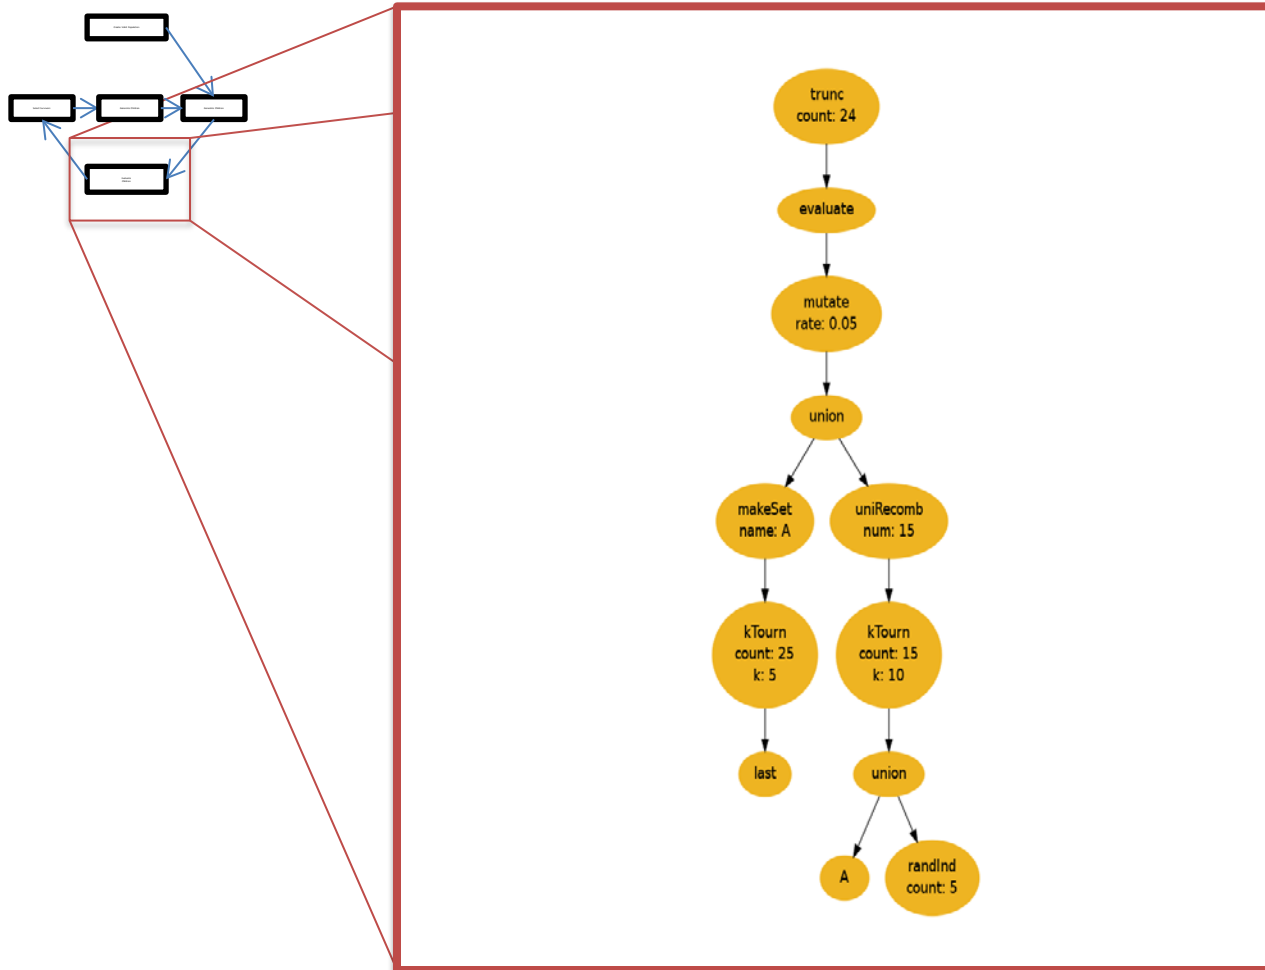 trunc
count: 24
evaluate
mutate
rate: 0.05
union
makeSet
name: A
uniRecomb
num: 15
kTourn
count: 25
k: 5
kTourn
count: 15
k: 10
last
union
A
randInd
count: 5